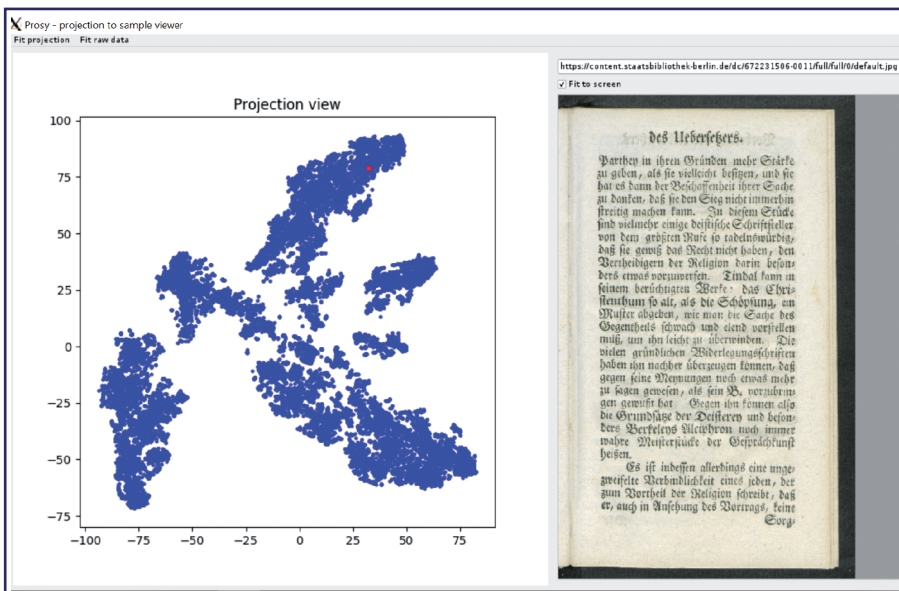 Prosy - projection to sample viewer
Fit projection Fit raw data
Projection view
100
75
50
25
0
−25
−50
−75
−100 −75 −50 −25 0 25 50 75
https://content.staatsbibliothek-berlin.de/dc/672231506-0011/full/full/0/default.jpg
Fit to screen
des Uebersetzers.
Parthey in ihren Gründen mehr Stärke
zu geben, als sie vielleicht besitzen, und sie
hat es dann der Beschaffenheit ihrer Sache
zu danken, daß sie den Sieg nicht immerhin
streitig machen kann. In diesem Stücke
sind vielmehr einige deistische Schriftsteller
von dem größten Rufe so tadelnswürdig,
daß sie gewiß das Recht nicht haben, den
Vertheidigern der Religion darin beson-
ders etwas vorzuwerfen. Tindal kann in
seinem berüchtigten Werke: das Chri-
stenthum so alt, als die Schöpfung, ein
Muster abgeben, wie man die Sache des
Gegentheils schwach und elend vorstellen
muß, um ihn leicht zu überwinden. Die
vielen gründlichen Widerlegungsschriften
haben ihn nachher überzeugen können, daß
gegen seine Meynungen noch etwas mehr
zu sagen gewesen, als sein B. vorzubrin-
gen gewußt hat. Gegen ihn können also
die Grundsätze der Deisterey und beson-
ders Berkeleys Alciphron noch immer
wahre Meisterstücke der Gesprächkunst
heißen.
Es ist indessen allerdings eine unge-
zweifelte Verbindlichkeit eines jeden, der
zum Vortheil der Religion schreibt, daß
er, auch in Ansehung des Vortrags, keine
Sorg-